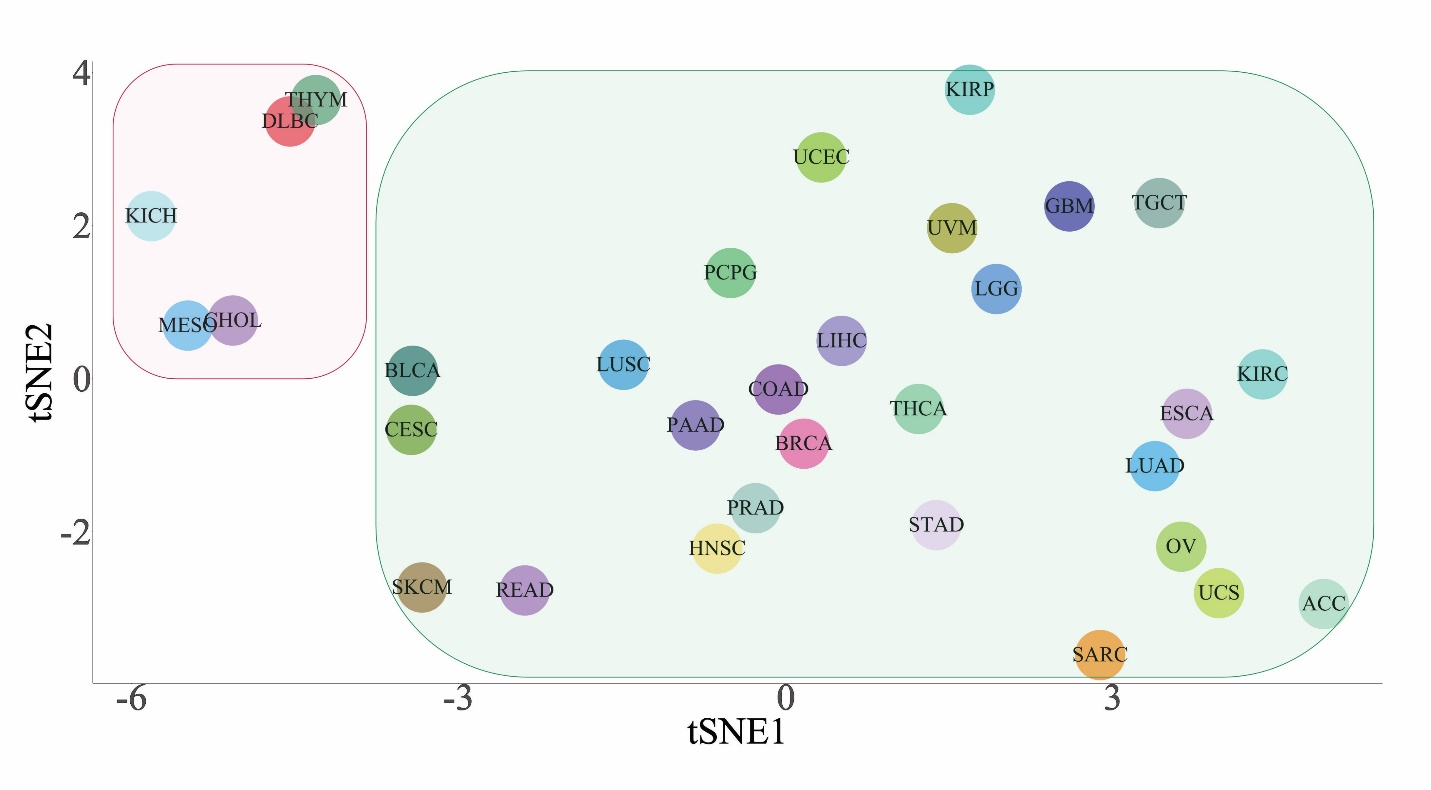 4
KIRP
THYM
DLBC
UCEC
TGCT
GBM
KICH
2
UVM
PCPG
LGG
MESO
CHOL
LIHC
tSNE2
0
BLCA
LUSC
KIRC
COAD
THCA
ESCA
CESC
PAAD
BRCA
LUAD
PRAD
STAD
-2
HNSC
OV
SKCM
READ
UCS
ACC
SARC
-6
-3
0
3
tSNE1